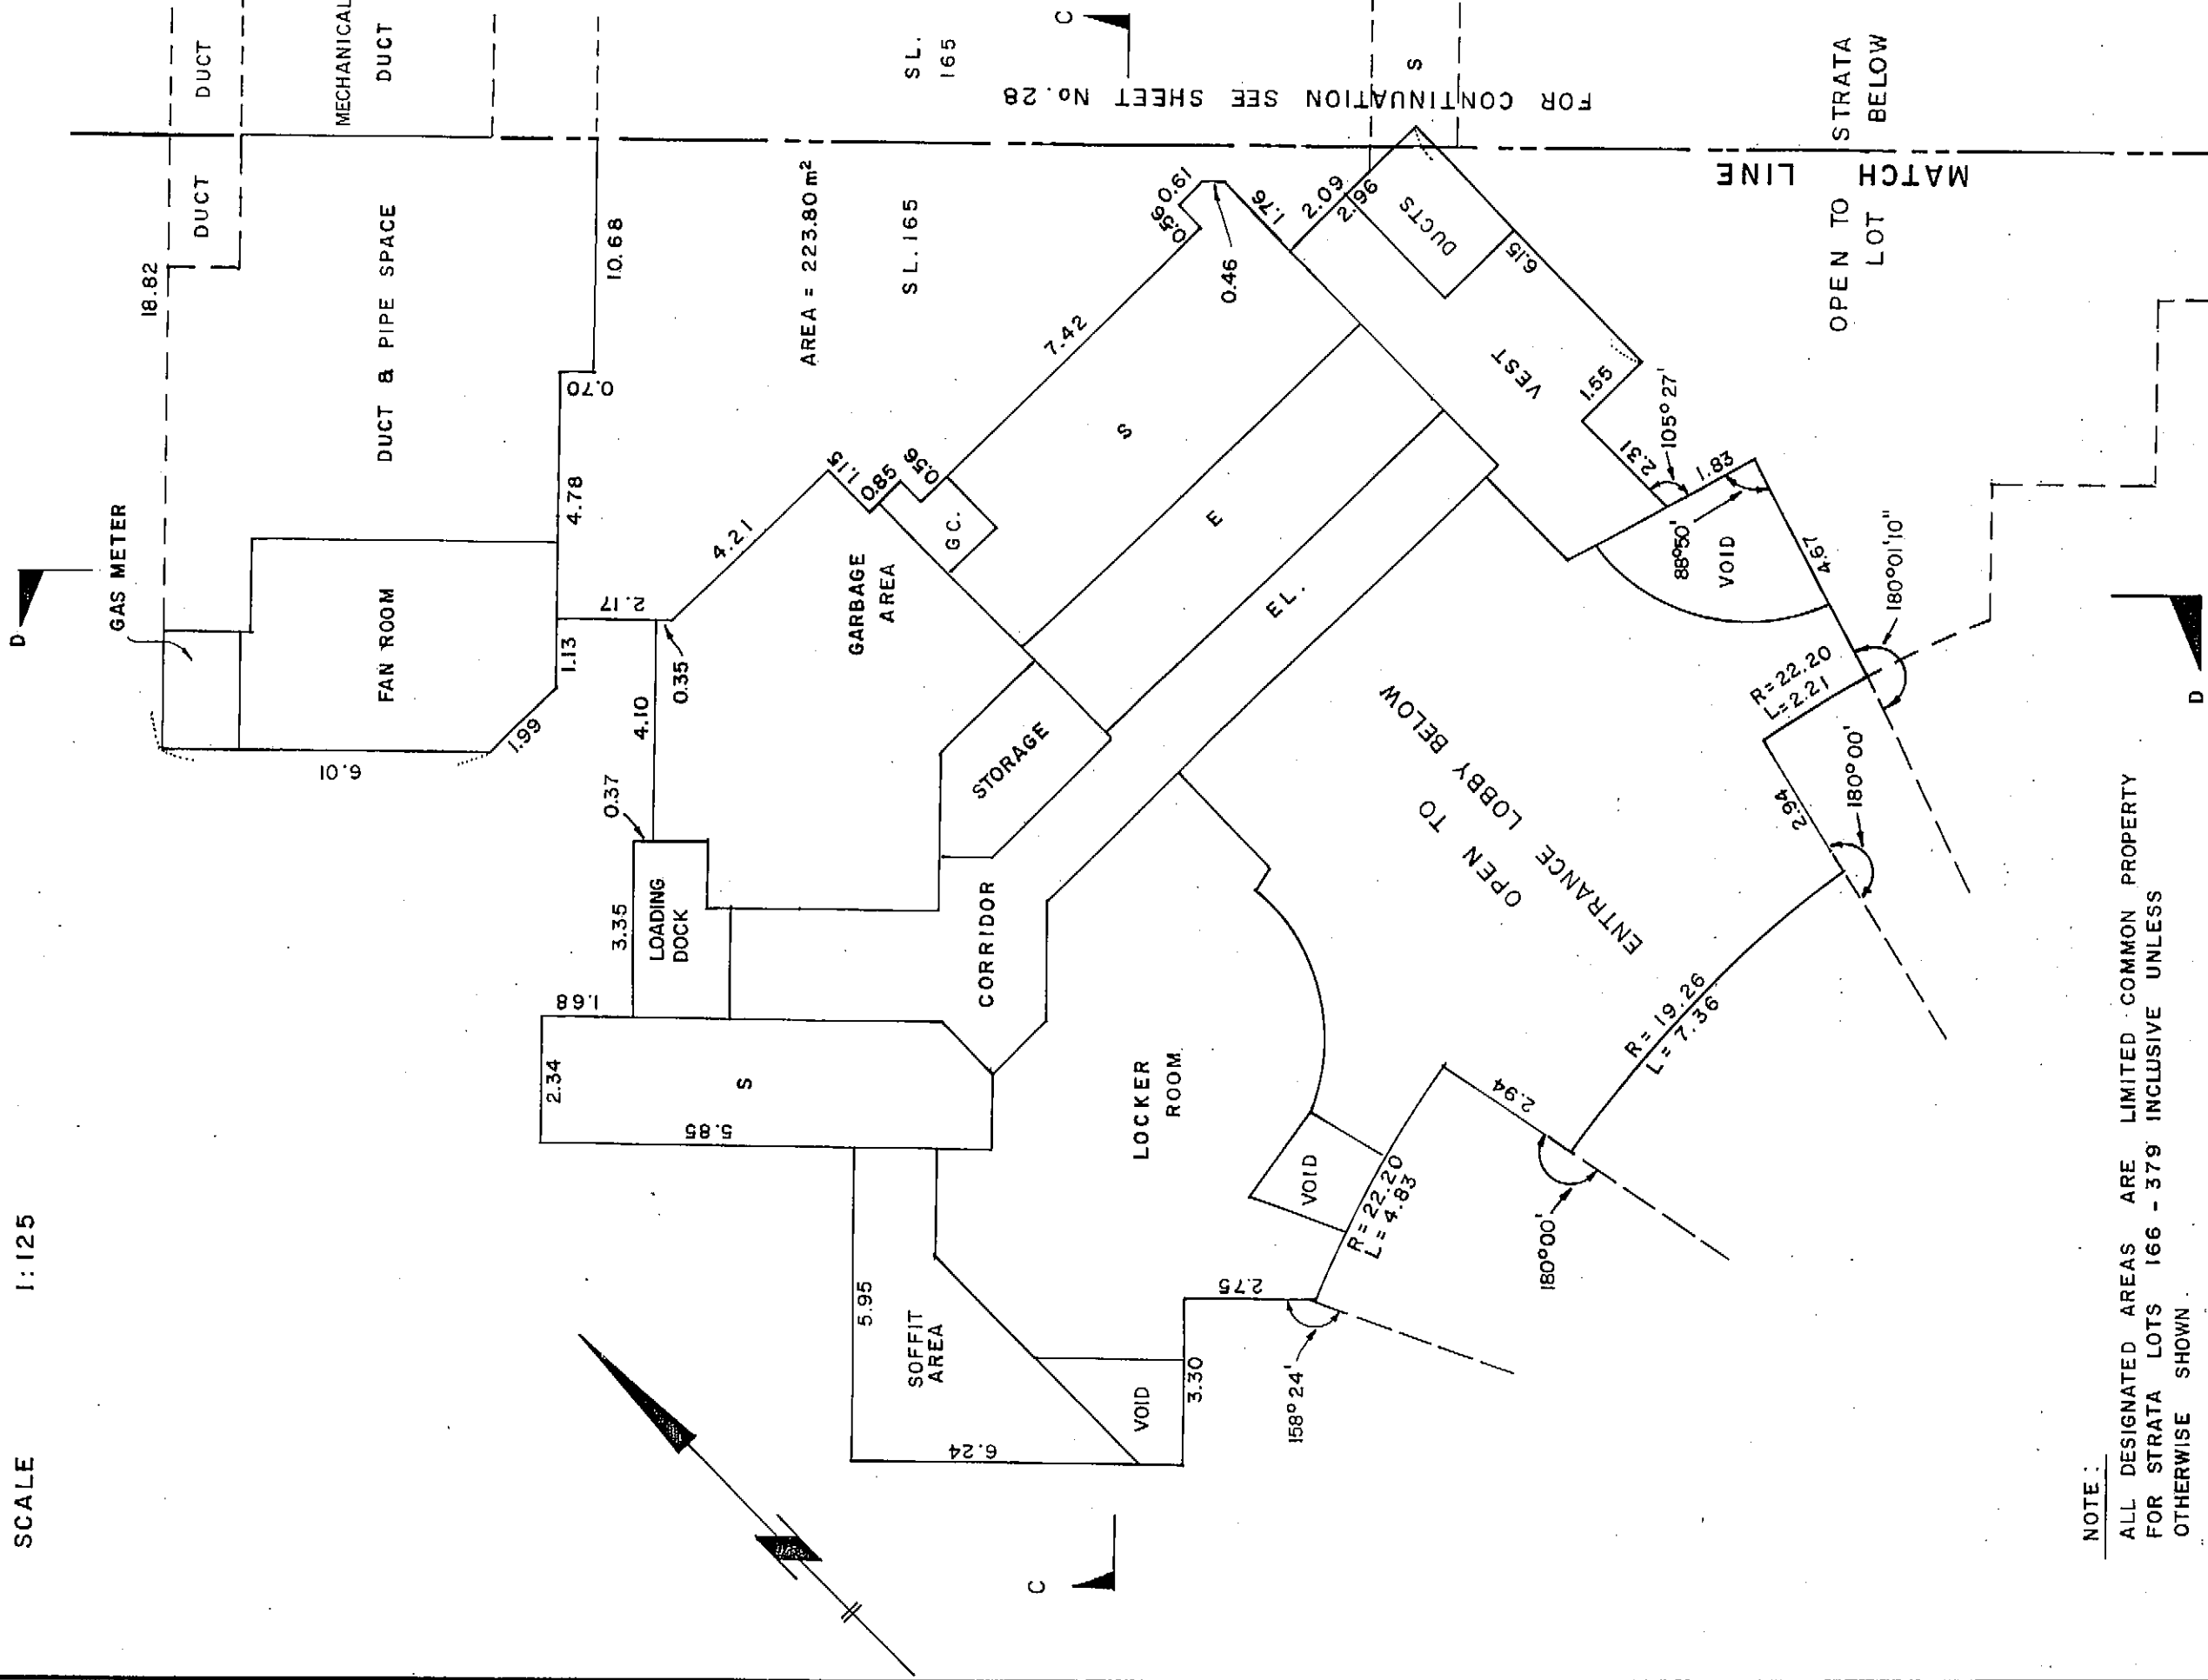 SCALE 1:125
D
GAS METER
18.82
DUCT
DUCT
MECHANICAL
DUCT
DUCT & PIPE SPACE
FAN ROOM
6.01
1.99
1.13
4.78
0.70
10.68
2.17
0.35
4.10
0.37
3.35
LOADING
DOCK
1.68
2.34
S
5.85
4.21
1.15
0.85
0.56
GARBAGE
AREA
G.C.
AREA = 223.80m²
S L. 165
SL.
165
C
FOR CONTINUATION SEE SHEET No. 28
MATCH LINE
7.42
0.56
0.61
0.46
1.76
2.09
2.96
DUCTS
6.15
S
S
E
EL.
STORAGE
CORRIDOR
VEST
1.55
2.31
105°27'
1.83
88°50'
VOID
4.67
180°01'10"
R=22.20
L=2.21
2.94
180°00'
OPEN TO STRATA
LOT BELOW
OPEN TO
ENTRANCE LOBBY BELOW
R= 19.26
L= 7.36
LOCKER
ROOM
VOID
R= 22.20
L= 4.83
2.94
180°00'
5.95
SOFFIT
AREA
6.24
VOID
3.30
2.75
158°24'
C
D
NOTE:
ALL DESIGNATED AREAS ARE LIMITED COMMON PROPERTY
FOR STRATA LOTS 166 - 379 INCLUSIVE UNLESS
OTHERWISE SHOWN.